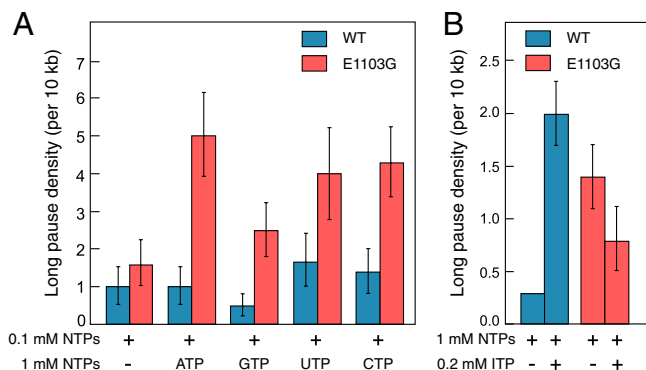 A
B
WT
E1103G
Long pause density (per 10 kb)
7
6
5
4
3
2
1
0
0.1 mM NTPs + + + + +
1 mM NTPs - ATP GTP UTP CTP
WT
E1103G
Long pause density (per 10 kb)
2.5
2.0
1.5
1.0
0.5
0.0
1 mM NTPs + + + +
0.2 mM ITP - + - +